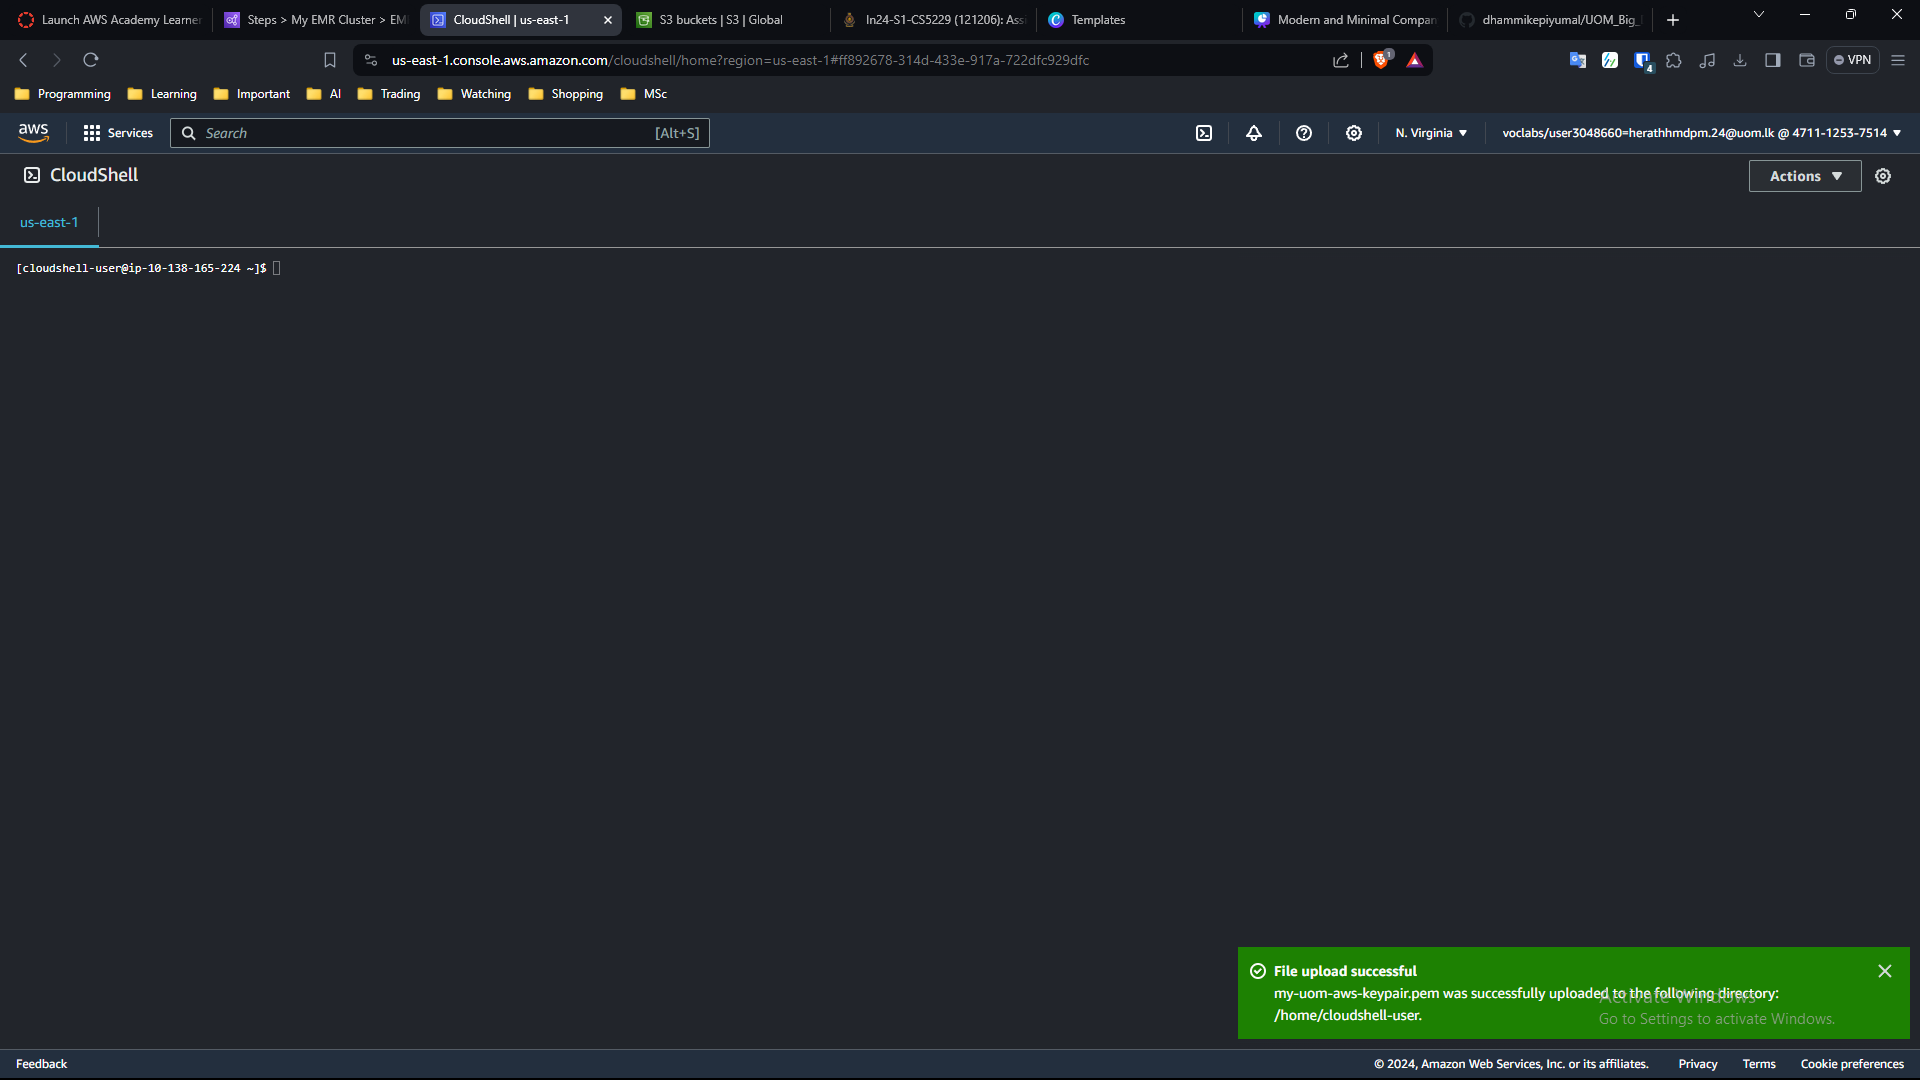 Launch AWS Academy Learner
Steps > My EMR Cluster > EMR
CloudShell | us-east-1
S3 buckets | S3 | Global
In24-S1-CS5229 (121206): Assi
Templates
Modern and Minimal Compan
dhammikepiyumal/UOM_Big_
us-east-1.console.aws.amazon.com/cloudshell/home?region=us-east-1#ff892678-314d-433e-917a-722dfc929dfc
1
4
VPN
Programming
Learning
Important
AI
Trading
Watching
Shopping
MSc
aws
Services
Search
[Alt+S]
N. Virginia
voclabs/user3048660=herathhmdpm.24@uom.lk @ 4711-1253-7514
CloudShell
Actions
us-east-1
[cloudshell-user@ip-10-138-165-224 ~]$
File upload successful
my-uom-aws-keypair.pem was successfully uploaded to the following directory:
/home/cloudshell-user.
Activate Windows
Go to Settings to activate Windows.
Feedback
© 2024, Amazon Web Services, Inc. or its affiliates.
Privacy
Terms
Cookie preferences